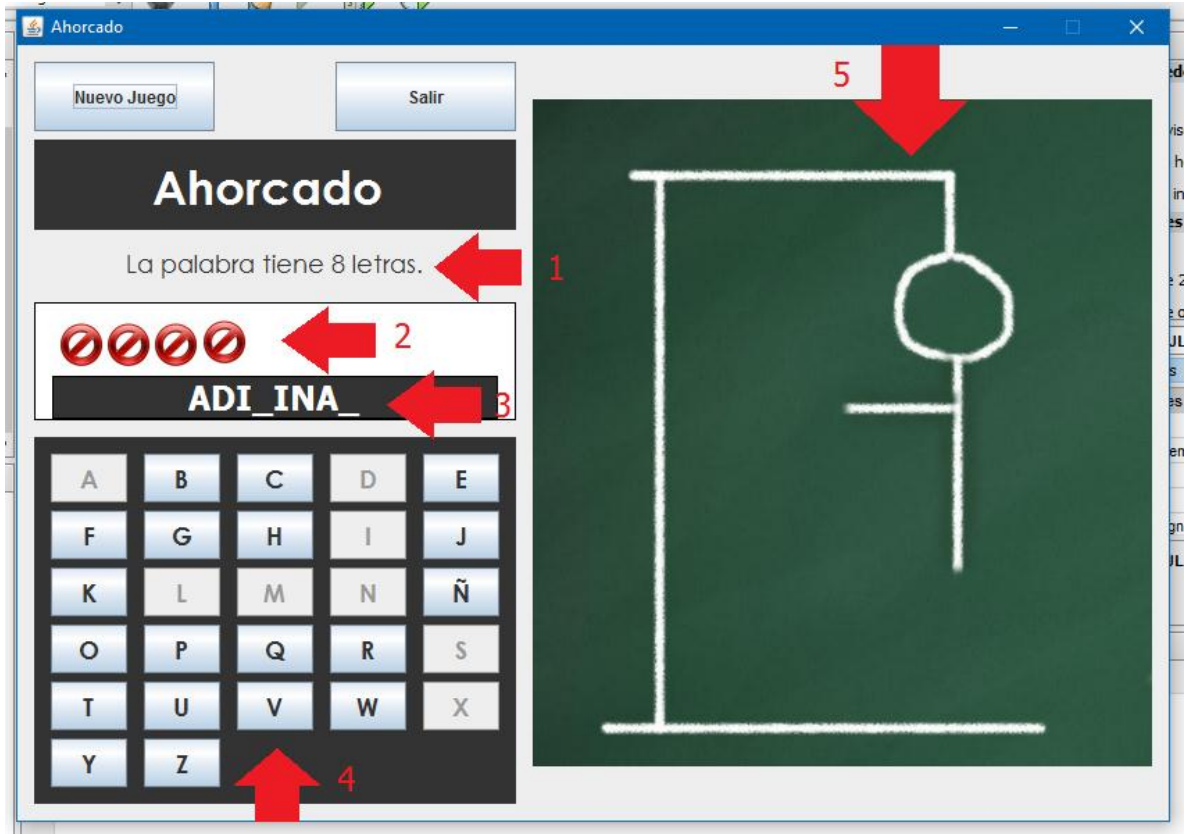 Ahorcado
Nuevo Juego
Salir
5
Ahorcado
La palabra tiene 8 letras.
1
2
ADI_INA_
3
A B C D E
F G H I J
K L M N Ñ
O P Q R S
T U V W X
Y Z
4